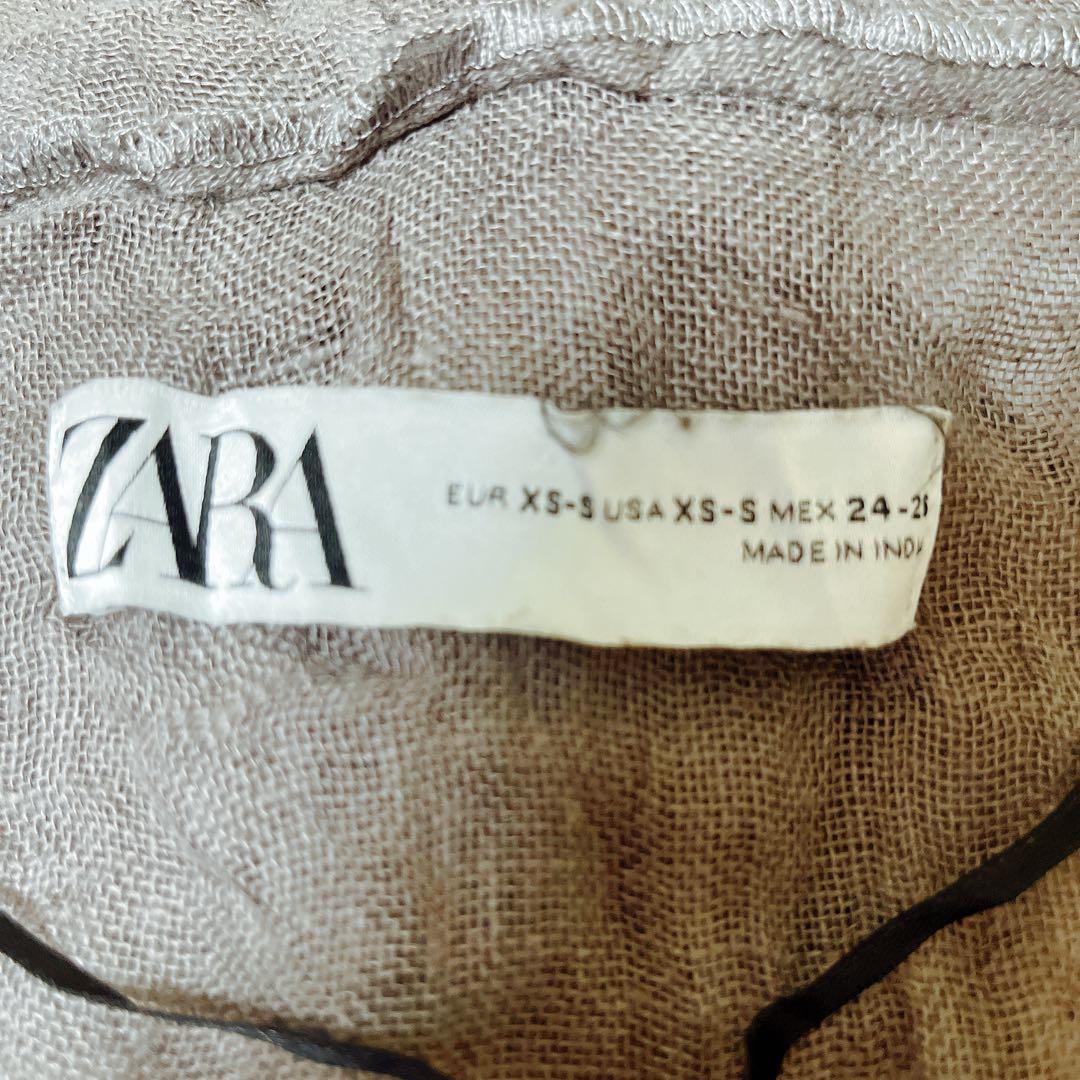 ZARA
EUR XS-S USA XS-S MEX 24-26
MADE IN INDIA